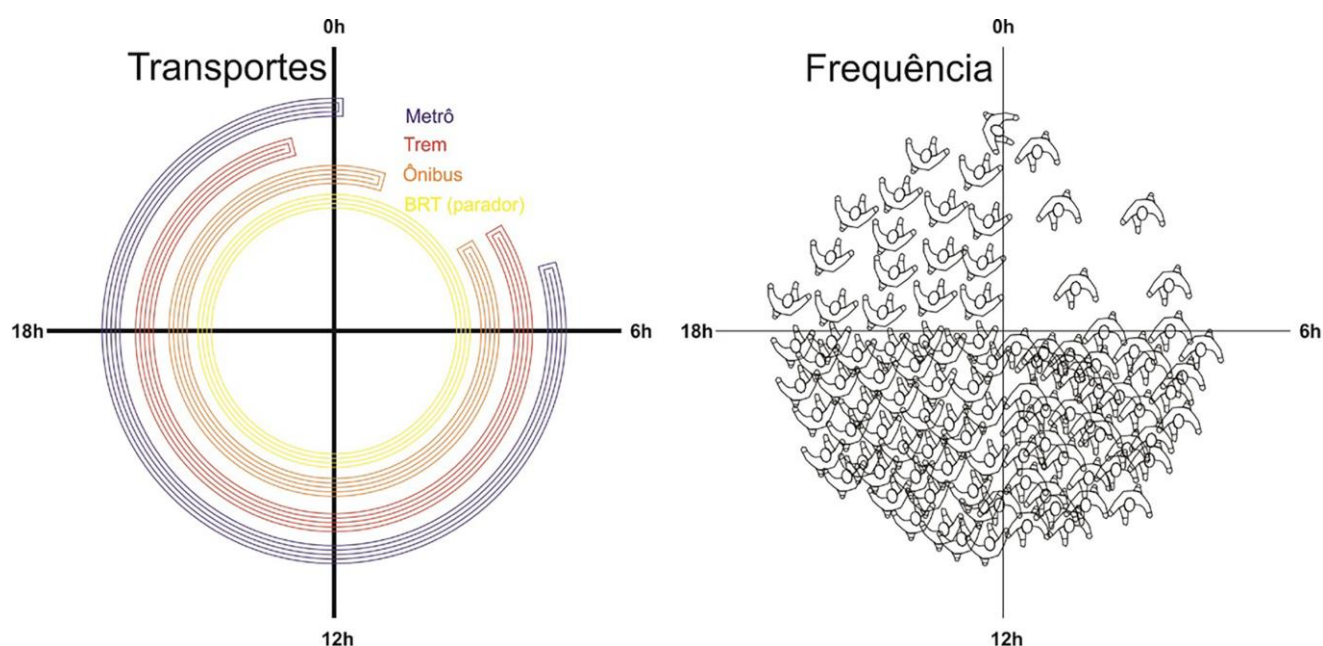 0h
Transportes
Metrô
Trem
Ônibus
BRT (parador)
18h
6h
12h
0h
Frequência
18h
6h
12h